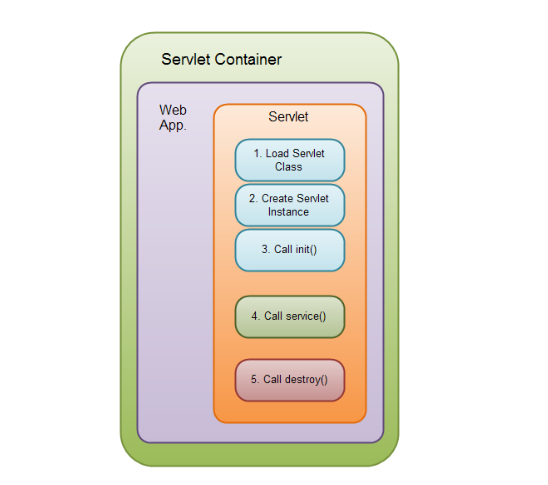 Servlet Container
Web
App.
Servlet
1. Load Servlet
Class
2. Create Servlet
Instance
3. Call init()
4. Call service()
5. Call destroy()